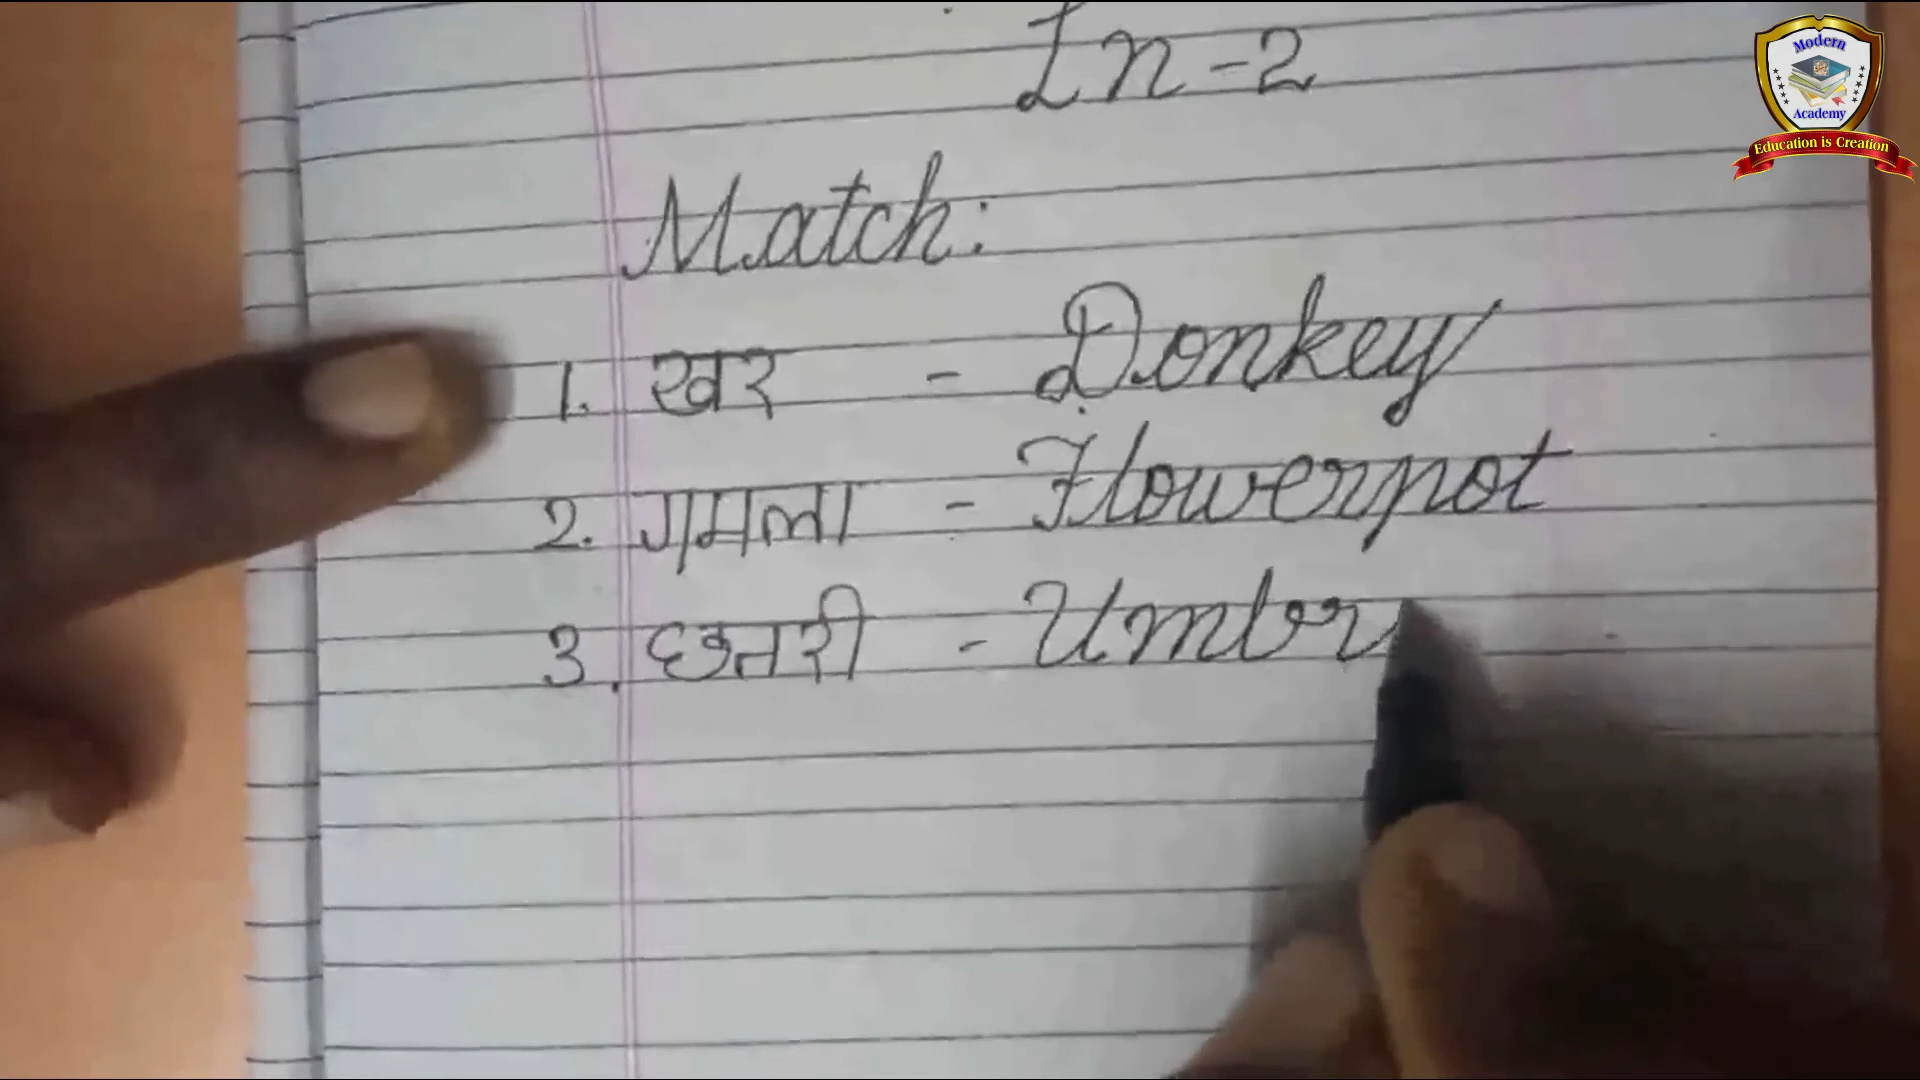 Ln-2
Match:
1. खर - Donkey
2. गमला - Flowerpot
3. छतरी - Umbr
Modern
Academy
Education is Creation